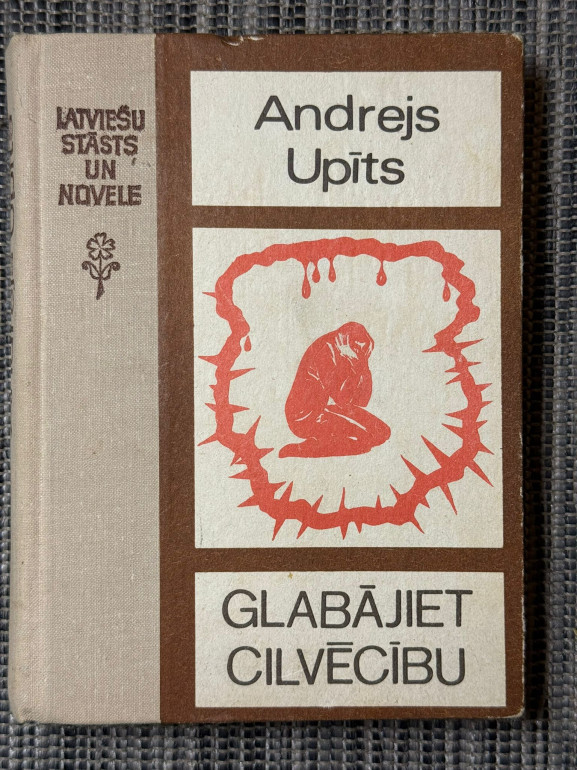 LATVIEŠU
STĀSTS
UN
NOVELE
Andrejs
Upīts
GLABĀJIET
CILVĒCĪBU